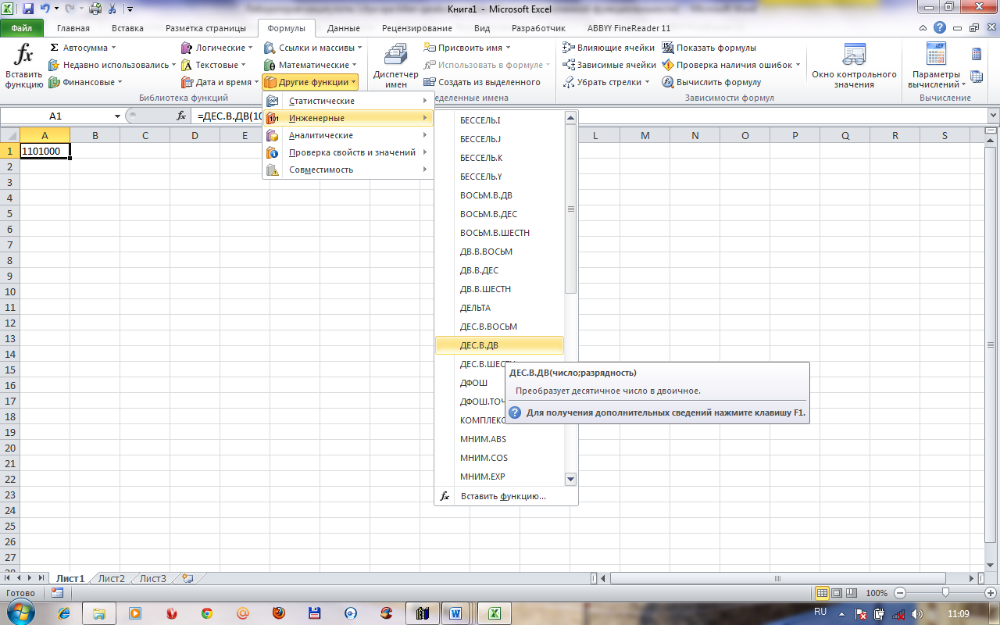 Книга1 - Microsoft Excel
Файл Главная Вставка Разметка страницы Формулы Данные Рецензирование Вид Разработчик ABBYY FineReader 11
fx Вставить функцию
Σ Автосумма
Недавно использовались
Финансовые
Логические
Текстовые
Дата и время
Ссылки и массивы
Математические
Другие функции
Библиотека функций
Диспетчер имен
Присвоить имя
Использовать в формуле
Создать из выделенного
еделенные имена
Влияющие ячейки
Зависимые ячейки
Убрать стрелки
Показать формулы
Проверка наличия ошибок
Вычислить формулу
Зависимости формул
Окно контрольного значения
Параметры вычислений
Вычисление
A1 fx =ДЕС.В.ДВ(10
Статистические
Инженерные
Аналитические
Проверка свойств и значений
Совместимость
A B C D E L M N O P Q R S
1 1101000
2
3
4
5
6
7
8
9
10
11
12
13
14
15
16
17
18
19
20
21
22
23
24
25
26
27
28
БЕССЕЛЬ.I
БЕССЕЛЬ.J
БЕССЕЛЬ.K
БЕССЕЛЬ.Y
ВОСЬМ.В.ДВ
ВОСЬМ.В.ДЕС
ВОСЬМ.В.ШЕСТН
ДВ.В.ВОСЬМ
ДВ.В.ДЕС
ДВ.В.ШЕСТН
ДЕЛЬТА
ДЕС.В.ВОСЬМ
ДЕС.В.ДВ
ДЕС.В.ШЕСТН
ДФОШ
ДФОШ.ТОЧ
КОМПЛЕКС
МНИМ.ABS
МНИМ.COS
МНИМ.EXP
fx Вставить функцию...
ДЕС.В.ДВ(число;разрядность)
Преобразует десятичное число в двоичное.
Для получения дополнительных сведений нажмите клавишу F1.
Лист1 Лист2 Лист3
Готово 100%
RU 11:09